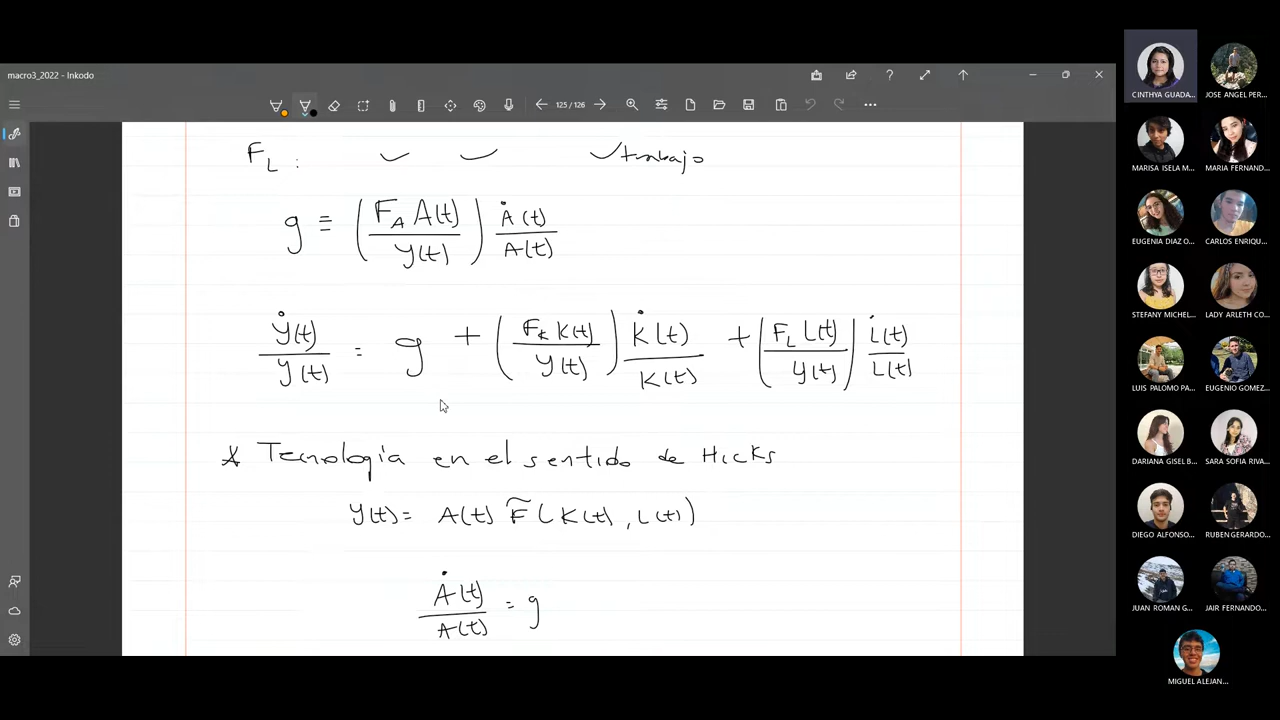 macro3_2022 - Inkodo
125 / 126
F_L : trabajo
g ≡ (F_A A(t) / Y(t)) Ȧ(t) / A(t)
Ẏ(t) / Y(t) = g + (F_K K(t) / Y(t)) K̇(t) / K(t) + (F_L L(t) / Y(t)) L̇(t) / L(t)
* Tecnología en el sentido de Hicks
Y(t) = A(t) F̃(K(t), L(t))
Ȧ(t) / A(t) = g
CINTHYA GUADA...
JOSE ANGEL PER...
MARISA ISELA M...
MARIA FERNAND...
EUGENIA DIAZ O...
CARLOS ENRIQU...
STEFANY MICHEL...
LADY ARLETH CO...
LUIS PALOMO PA...
EUGENIO GOMEZ...
DARIANA GISEL B...
SARA SOFIA RIVA...
DIEGO ALFONSO...
RUBEN GERARDO...
JUAN ROMAN G...
JAIR FERNANDO...
MIGUEL ALEJAN...